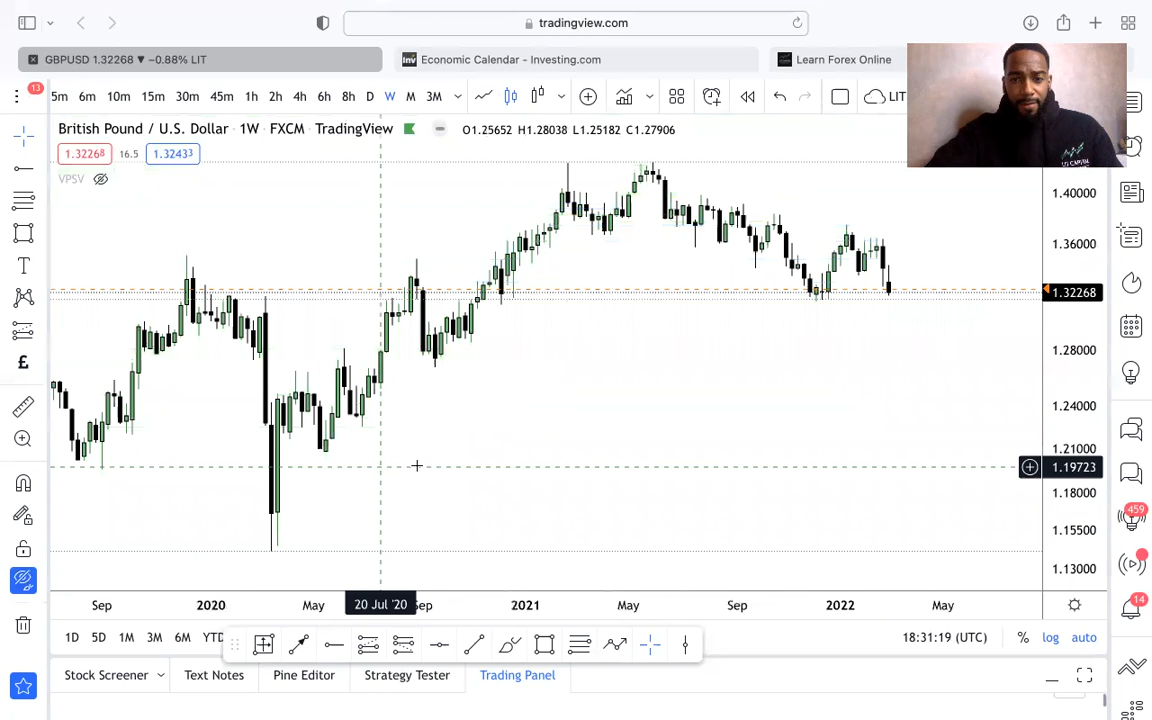 tradingview.com
GBPUSD 1.32268 ▼ −0.88% LIT
Economic Calendar - Investing.com
Learn Forex Online
13
5m 6m 10m 15m 30m 45m 1h 2h 4h 6h 8h D W M 3M
LIT
British Pound / U.S. Dollar · 1W · FXCM · TradingView
O1.25652 H1.28038 L1.25182 C1.27906
1.32268 16.5 1.32433
VPSV
1.40000
1.36000
1.32268
1.28000
1.24000
1.21000
1.19723
1.18000
1.15500
1.13000
459
14
Sep 2020 May 20 Jul '20 Sep 2021 May Sep 2022 May
1D 5D 1M 3M 6M YTD
18:31:19 (UTC) % log auto
Stock Screener Text Notes Pine Editor Strategy Tester Trading Panel